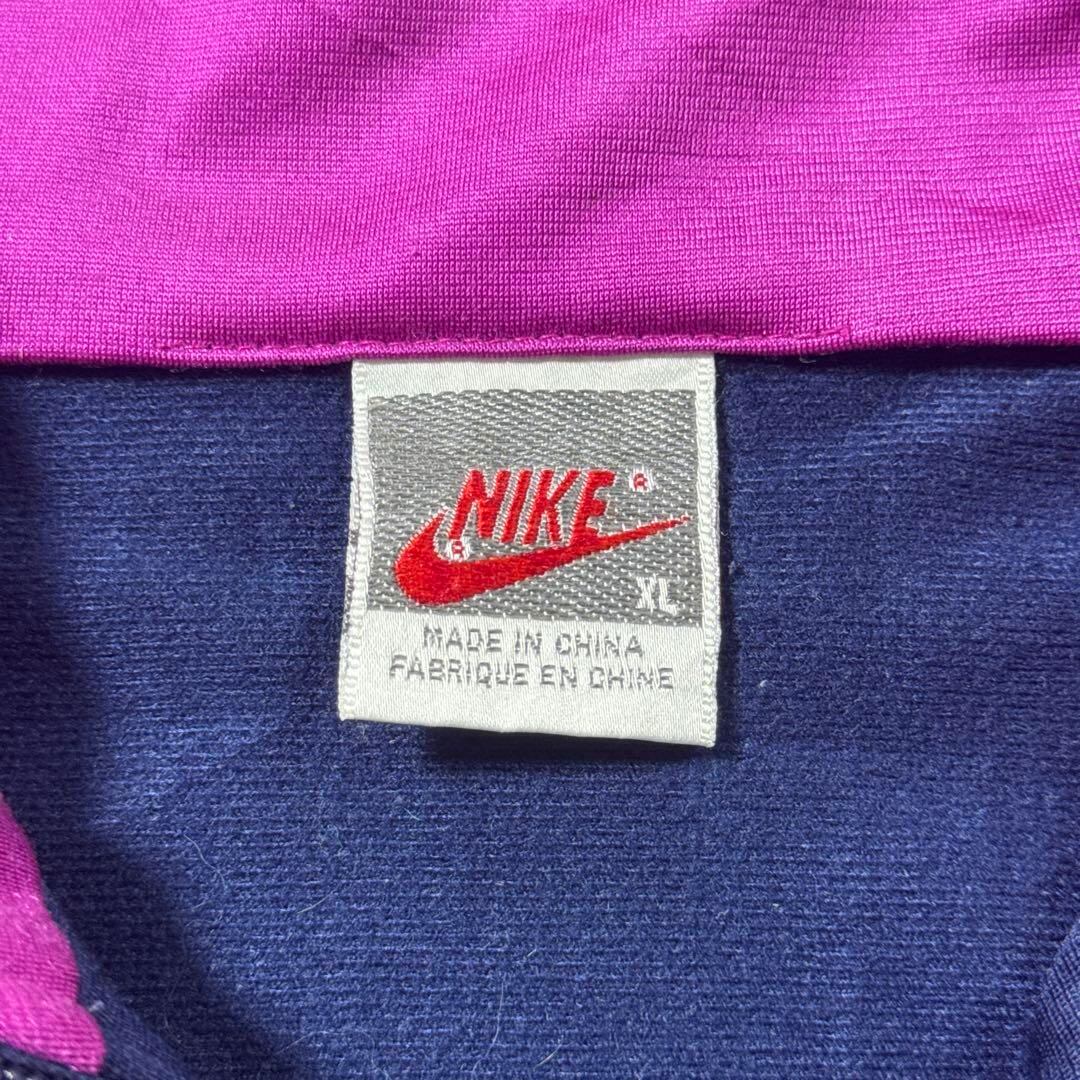 NIKE®
®
XL
MADE IN CHINA
FABRIQUE EN CHINE